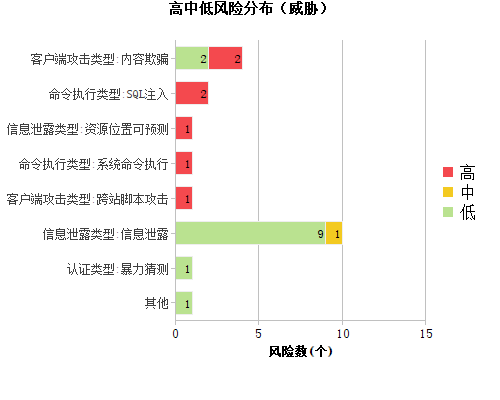 高中低风险分布（威胁）
客户端攻击类型:内容欺骗 2 2
命令执行类型:SQL注入 2
信息泄露类型:资源位置可预测 1
命令执行类型:系统命令执行 1
客户端攻击类型:跨站脚本攻击 1
信息泄露类型:信息泄露 9 1
认证类型:暴力猜测 1
其他 1
0 5 10 15
风险数(个)
高
中
低